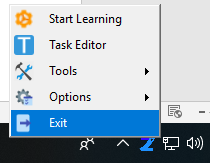 Start Learning
Task Editor
Tools
Options
Exit